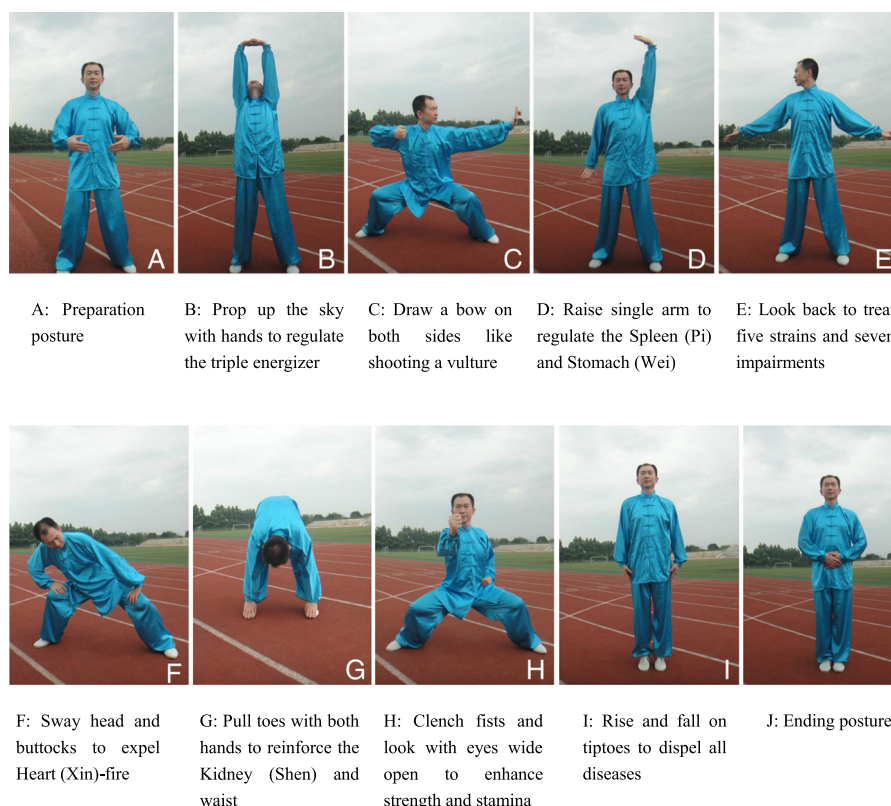 A
B
C
D
E
A: Preparation
posture
B: Prop up the sky
with hands to regulate
the triple energizer
C: Draw a bow on
both sides like
shooting a vulture
D: Raise single arm to
regulate the Spleen (Pi)
and Stomach (Wei)
E: Look back to trea
five strains and seven
impairments
F
G
H
I
F: Sway head and
buttocks to expel
Heart (Xin)-fire
G: Pull toes with both
hands to reinforce the
Kidney (Shen) and
waist
H: Clench fists and
look with eyes wide
open to enhance
strength and stamina
I: Rise and fall on
tiptoes to dispel all
diseases
J: Ending posture